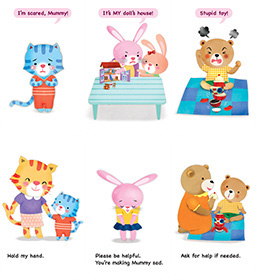 I'm scared, Mummy!
It's MY doll's house!
Stupid toy!
Hold my hand.
Please be helpful.
You're making Mummy sad.
Ask for help if needed.